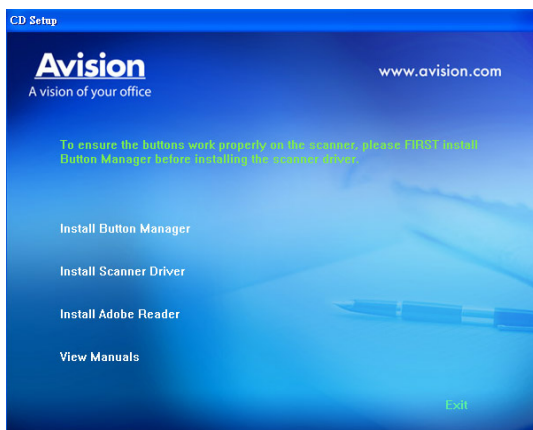 CD Setup
Avision
www.avision.com
A vision of your office
To ensure the buttons work properly on the scanner, please FIRST install
Button Manager before installing the scanner driver.
Install Button Manager
Install Scanner Driver
Install Adobe Reader
View Manuals
Exit